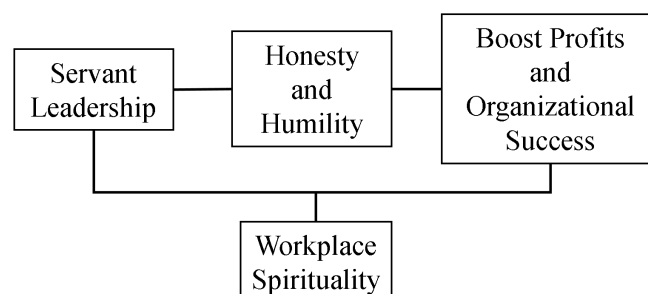 Servant
Leadership
Honesty
and
Humility
Boost Profits
and
Organizational
Success
Workplace
Spirituality